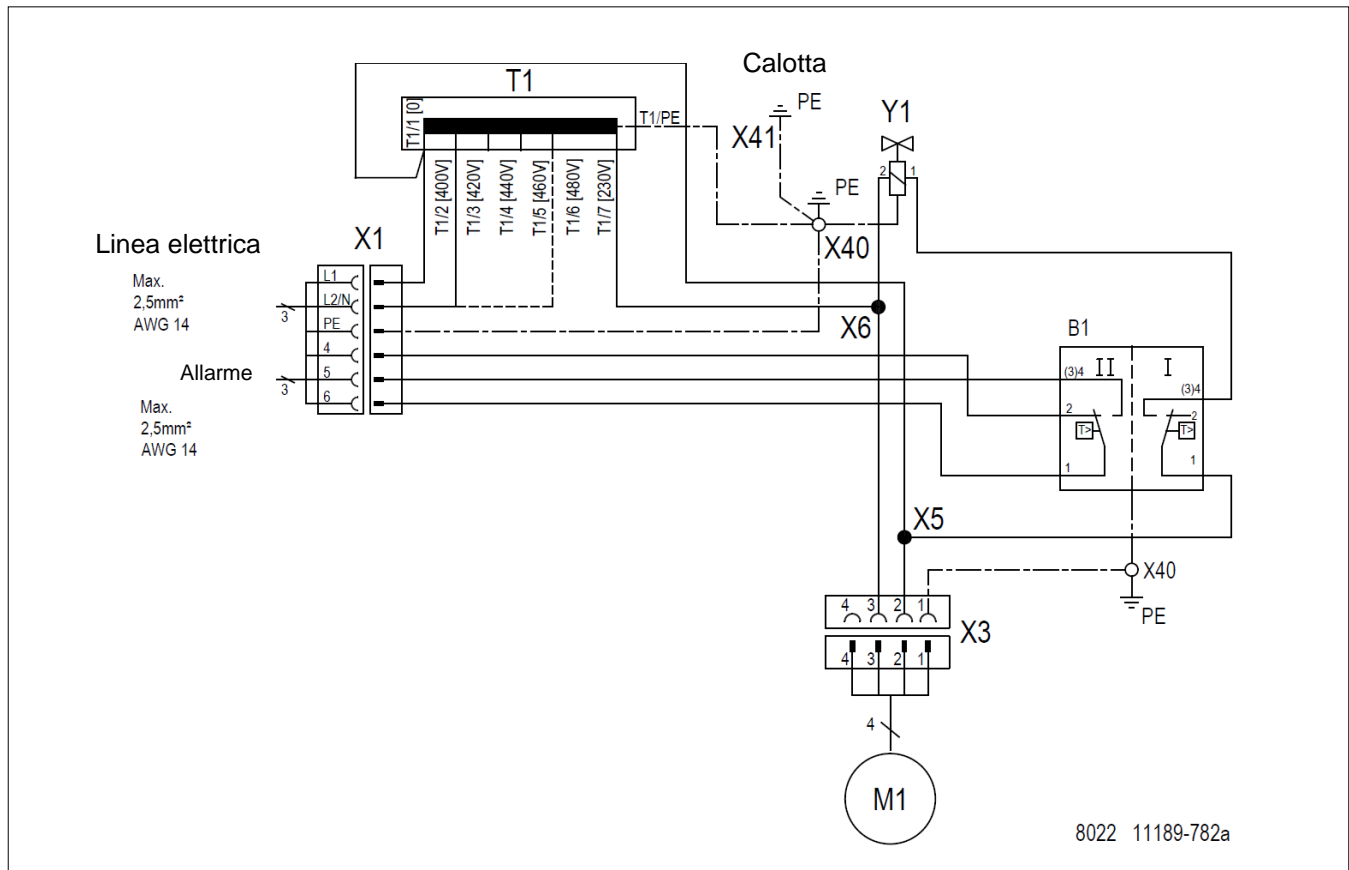 Calotta
T1
PE
Y1
T1/1 [0]
T1/PE
X41
T1/2 [400V]
T1/3 [420V]
T1/4 [440V]
T1/5 [460V]
T1/6 [480V]
T1/7 [230V]
2
1
PE
Linea elettrica
X1
X40
Max.
2,5mm²
AWG 14
L1
L2/N
3
PE
X6
B1
4
Allarme
5
3
6
Max.
2,5mm²
AWG 14
(3)4
II
I
(3)4
2
2
T>
T>
1
1
X5
X40
PE
4
3
2
1
X3
4
3
2
1
4
M1
8022 11189-782a